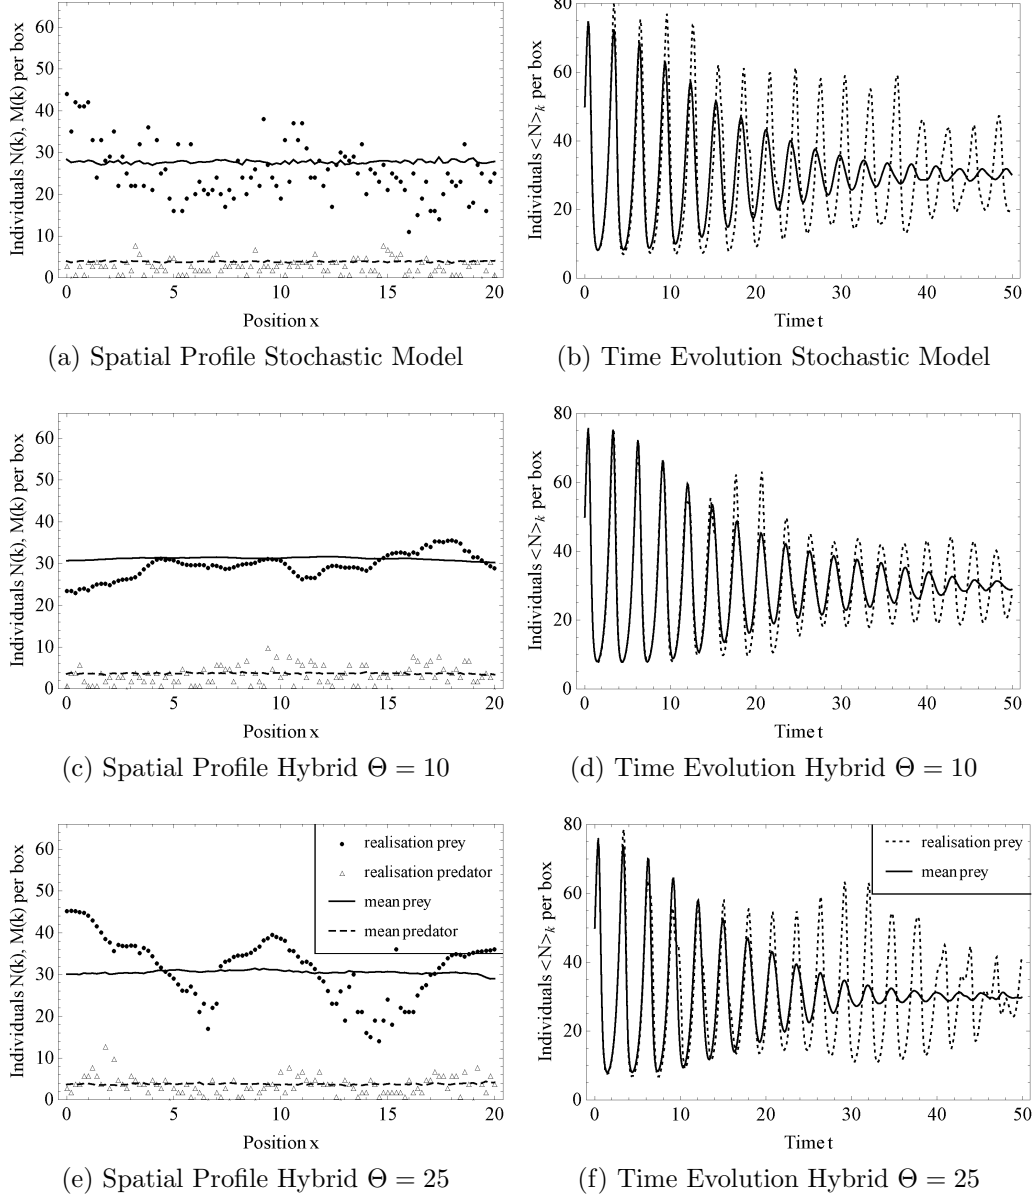 Individuals N(k), M(k) per box
60
50
40
30
20
10
0
0 5 10 15 20
Position x
(a) Spatial Profile Stochastic Model
Individuals <N>k per box
80
60
40
20
0
0 10 20 30 40 50
Time t
(b) Time Evolution Stochastic Model
Individuals N(k), M(k) per box
60
50
40
30
20
10
0
0 5 10 15 20
Position x
(c) Spatial Profile Hybrid Θ = 10
Individuals <N>k per box
80
60
40
20
0
0 10 20 30 40 50
Time t
(d) Time Evolution Hybrid Θ = 10
Individuals N(k), M(k) per box
60
50
40
30
20
10
0
realisation prey
realisation predator
mean prey
mean predator
0 5 10 15 20
Position x
(e) Spatial Profile Hybrid Θ = 25
Individuals <N>k per box
80
60
40
20
0
realisation prey
mean prey
0 10 20 30 40 50
Time t
(f) Time Evolution Hybrid Θ = 25